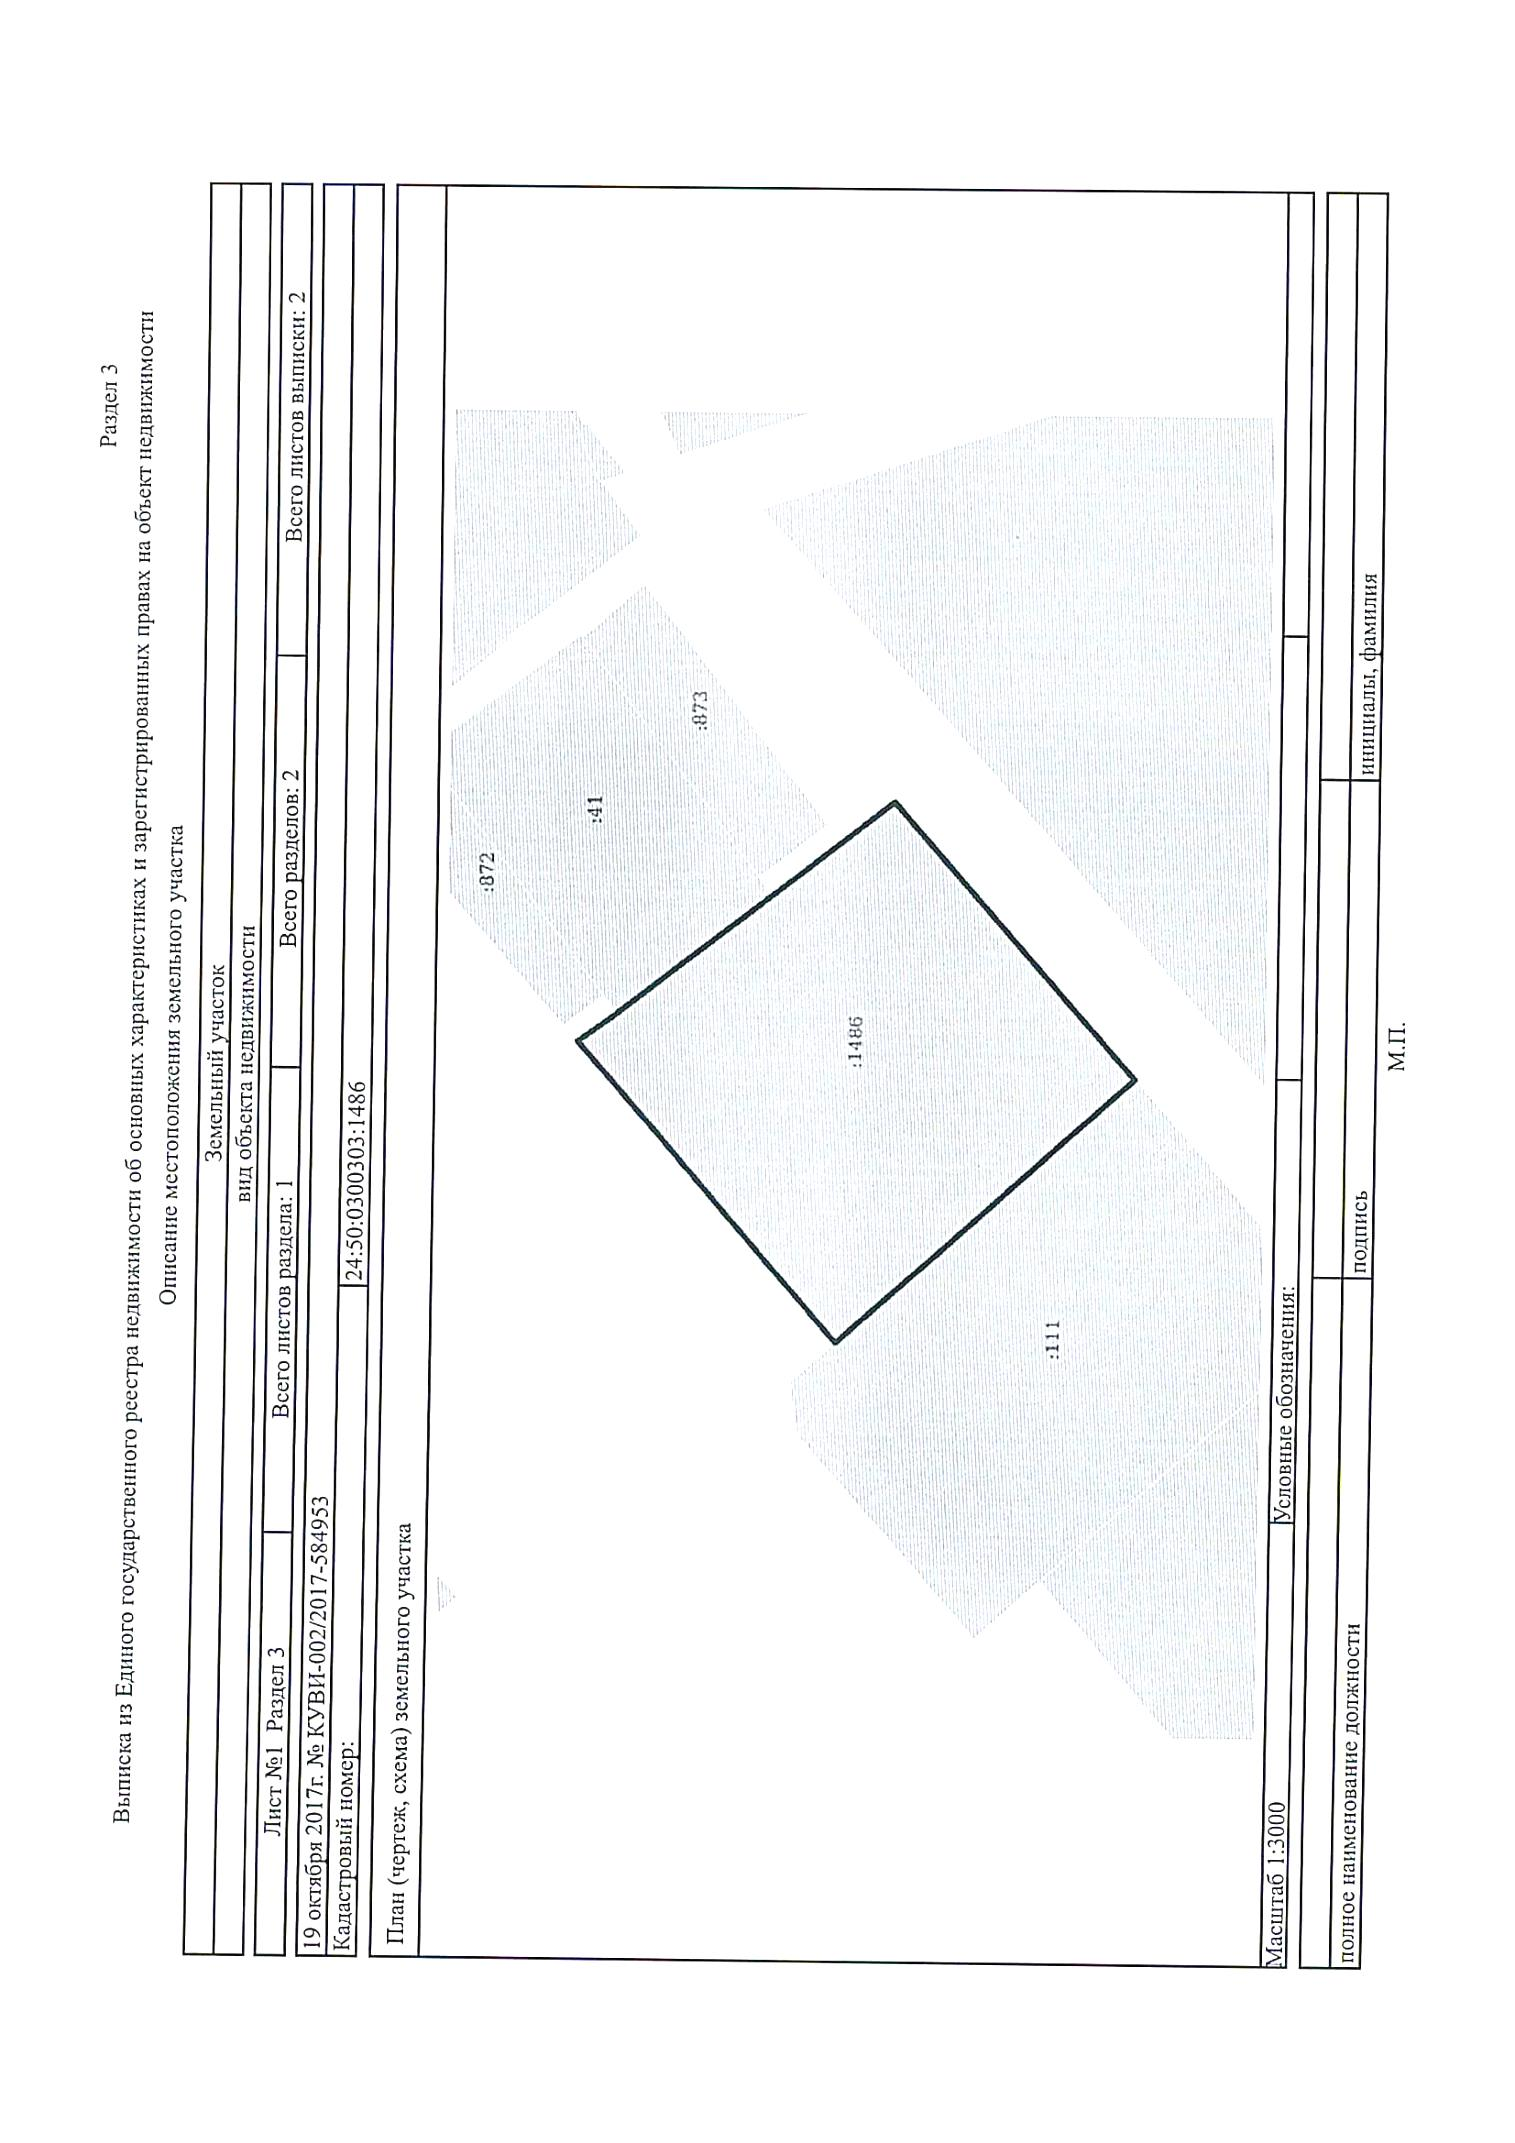 Раздел 3
Выписка из Единого государственного реестра недвижимости об основных характеристиках и зарегистрированных правах на объект недвижимости
Описание местоположения земельного участка
Земельный участок
вид объекта недвижимости
Лист №1 Раздел 3 Всего листов раздела: 1 Всего разделов: 2 Всего листов выписки: 2
19 октября 2017г. № КУВИ-002/2017-584953
Кадастровый номер: 24:50:0300303:1486
План (чертеж, схема) земельного участка
:872
:41
:873
:1486
:111
Масштаб 1:3000 Условные обозначения:
полное наименование должности подпись инициалы, фамилия
М.П.